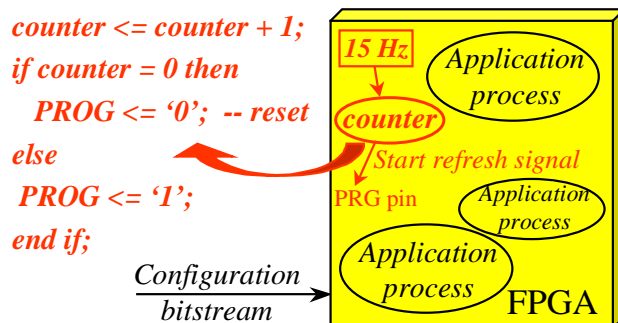 counter <= counter + 1;
if counter = 0 then
PROG <= ‘0’; -- reset
else
PROG <= ‘1’;
end if;
15 Hz
Application
process
counter
Start refresh signal
PRG pin
Application
process
Application
process
Configuration
bitstream
FPGA